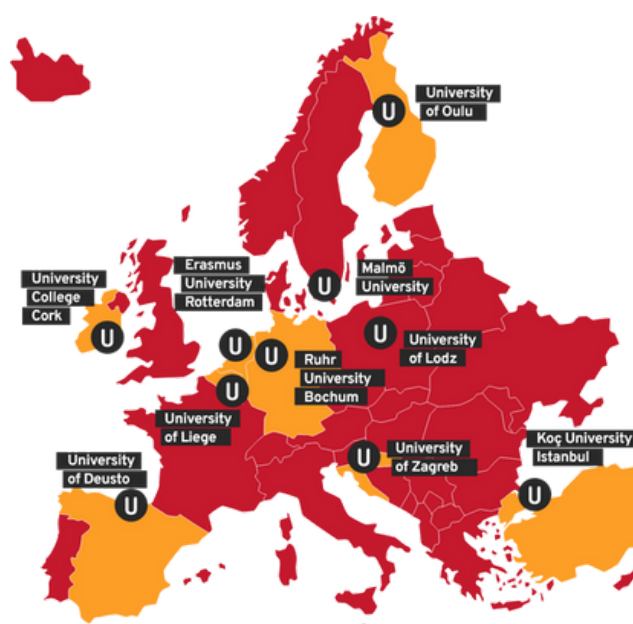 University
of Oulu
U
Erasmus
University
Rotterdam
Malmö
University
U
University
College
Cork
U
U
U
Ruhr
University
Bochum
U
University
of Lodz
U
University
of Liege
University
of Zagreb
U
Koç University
Istanbul
U
University
of Deusto
U